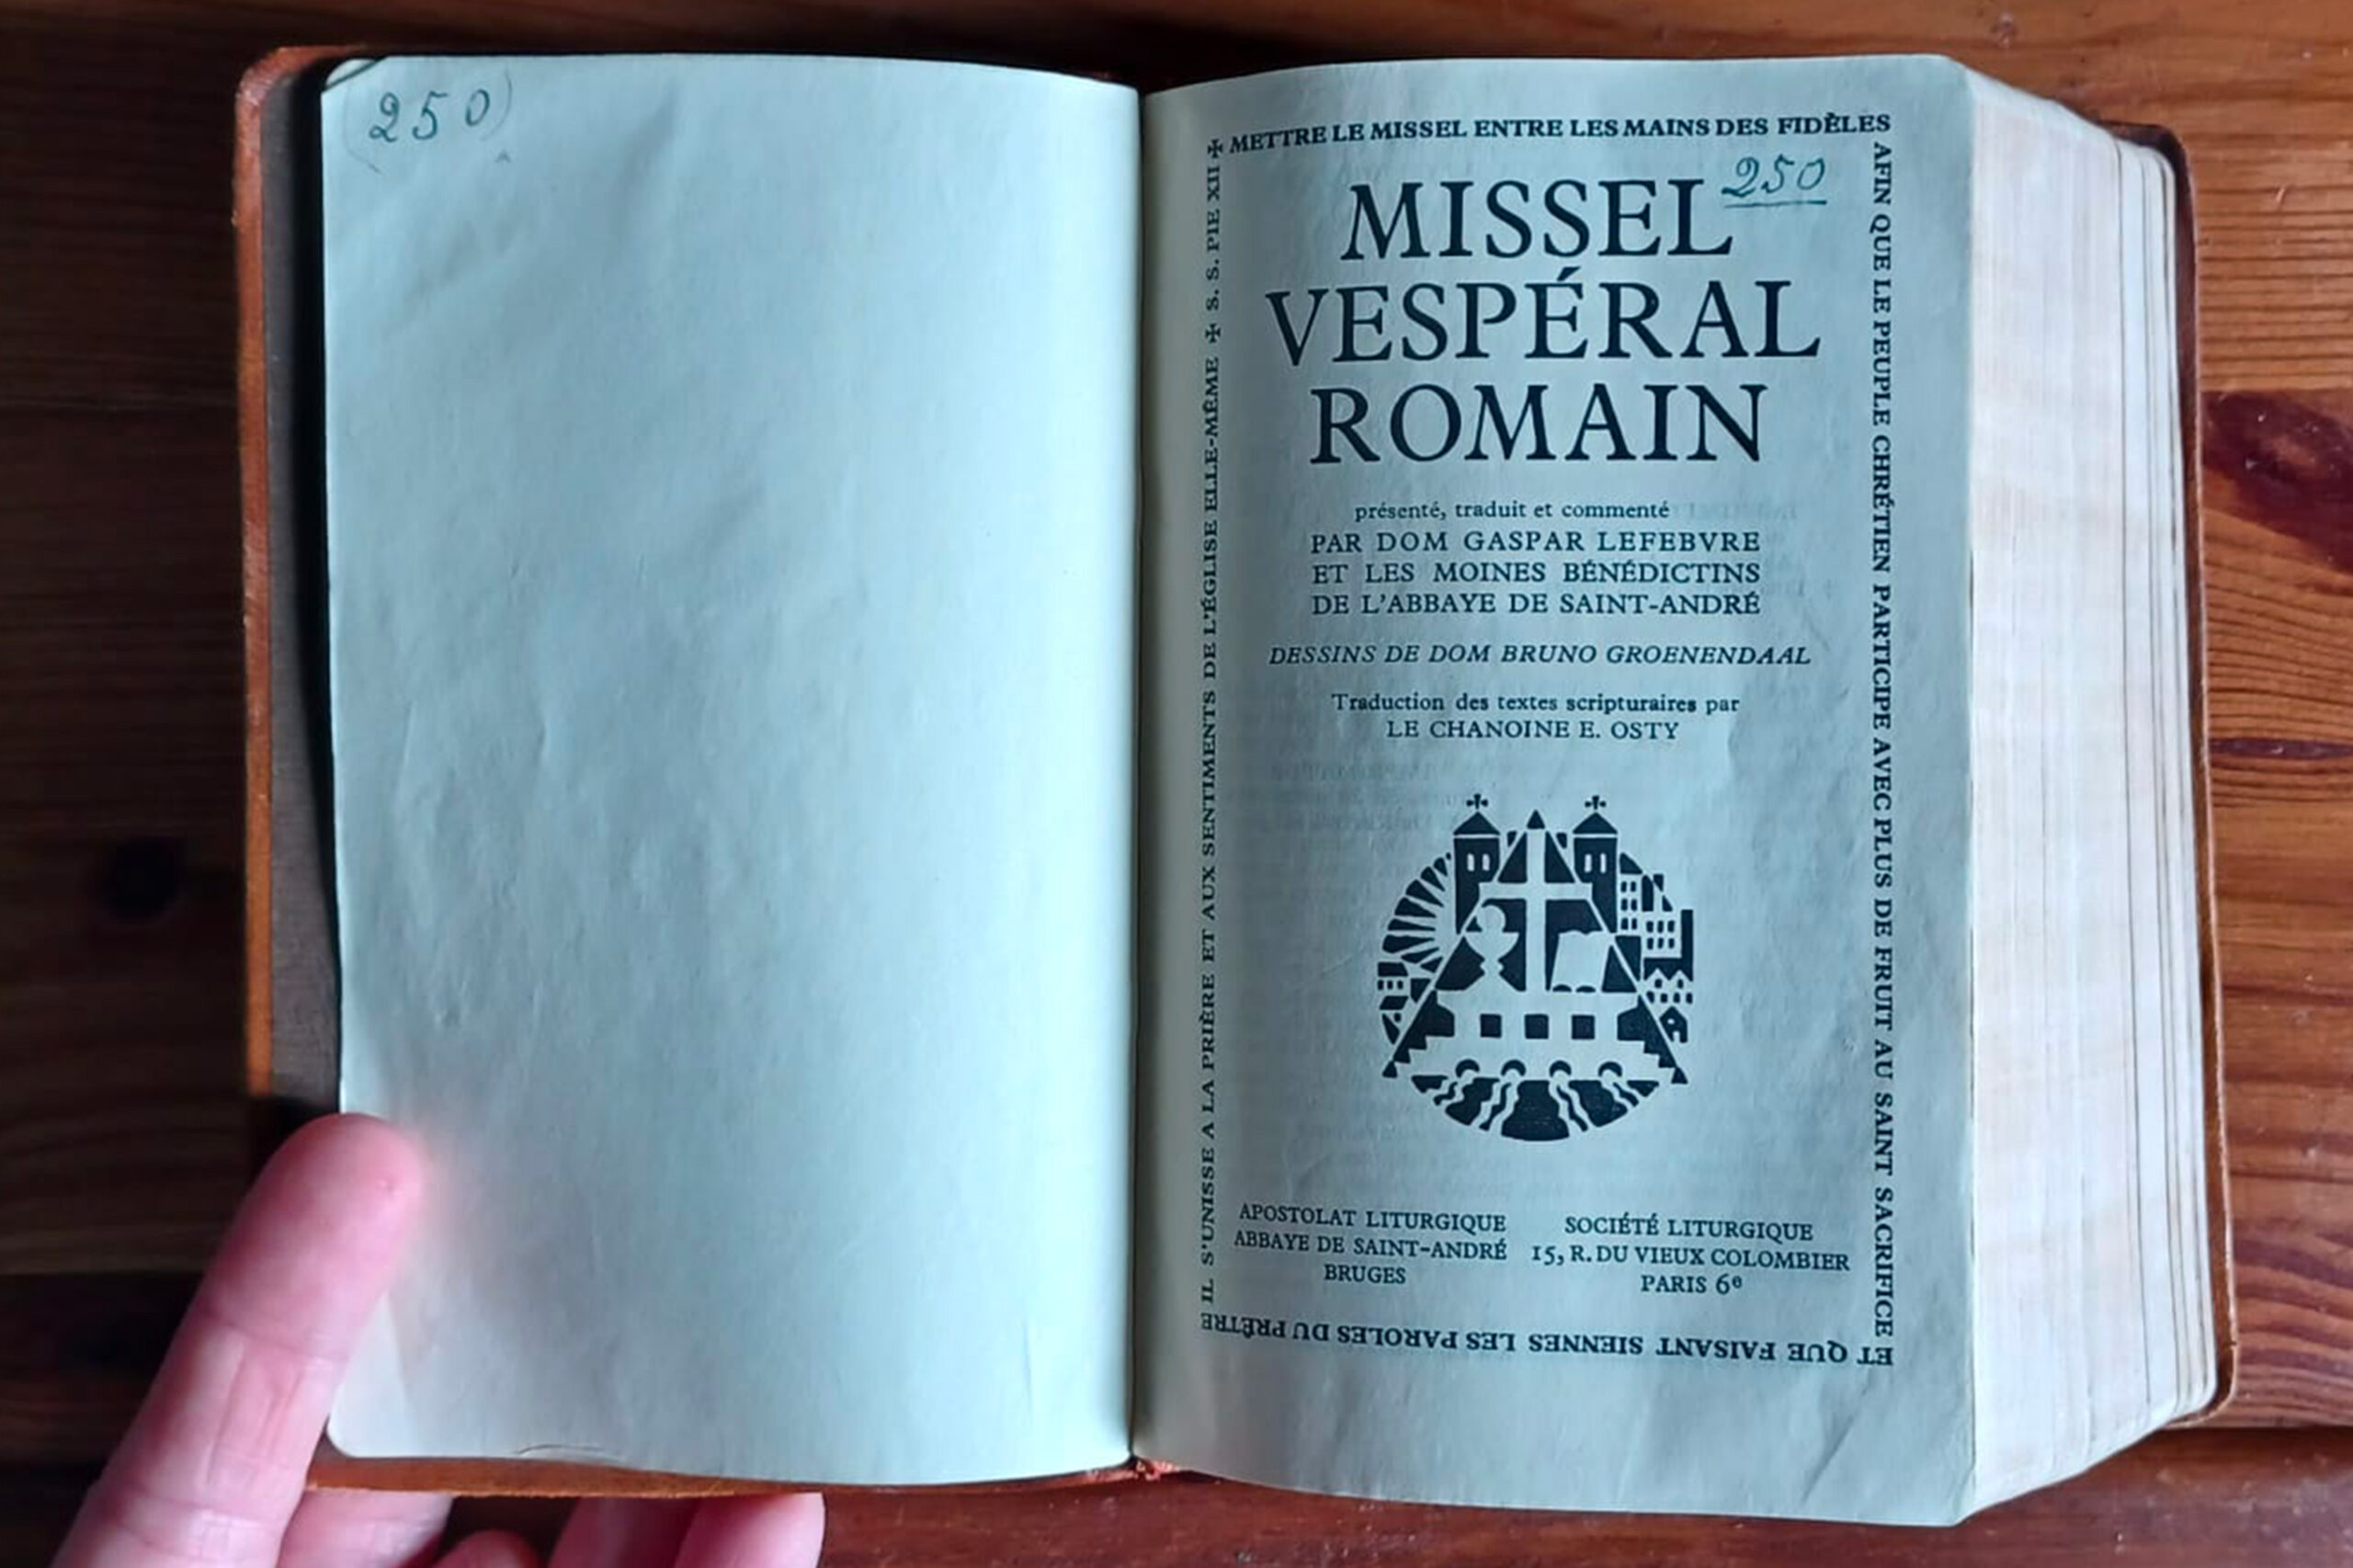 (250)
✠ METTRE LE MISSEL ENTRE LES MAINS DES FIDÈLES
AFIN QUE LE PEUPLE CHRÉTIEN PARTICIPE AVEC PLUS DE FRUIT AU SAINT SACRIFICE
ET QUE FAISANT SIENNES LES PAROLES DU PRÊTRE
IL S'UNISSE A LA PRIÈRE ET AUX SENTIMENTS DE L'ÉGLISE ELLE-MÊME ✠ S. S. PIE XII
250
MISSEL
VESPÉRAL
ROMAIN
présenté, traduit et commenté
PAR DOM GASPAR LEFEBVRE
ET LES MOINES BÉNÉDICTINS
DE L'ABBAYE DE SAINT-ANDRÉ
DESSINS DE DOM BRUNO GROENENDAAL
Traduction des textes scripturaires par
LE CHANOINE E. OSTY
APOSTOLAT LITURGIQUE
ABBAYE DE SAINT-ANDRÉ
BRUGES
SOCIÉTÉ LITURGIQUE
15, R. DU VIEUX COLOMBIER
PARIS 6e